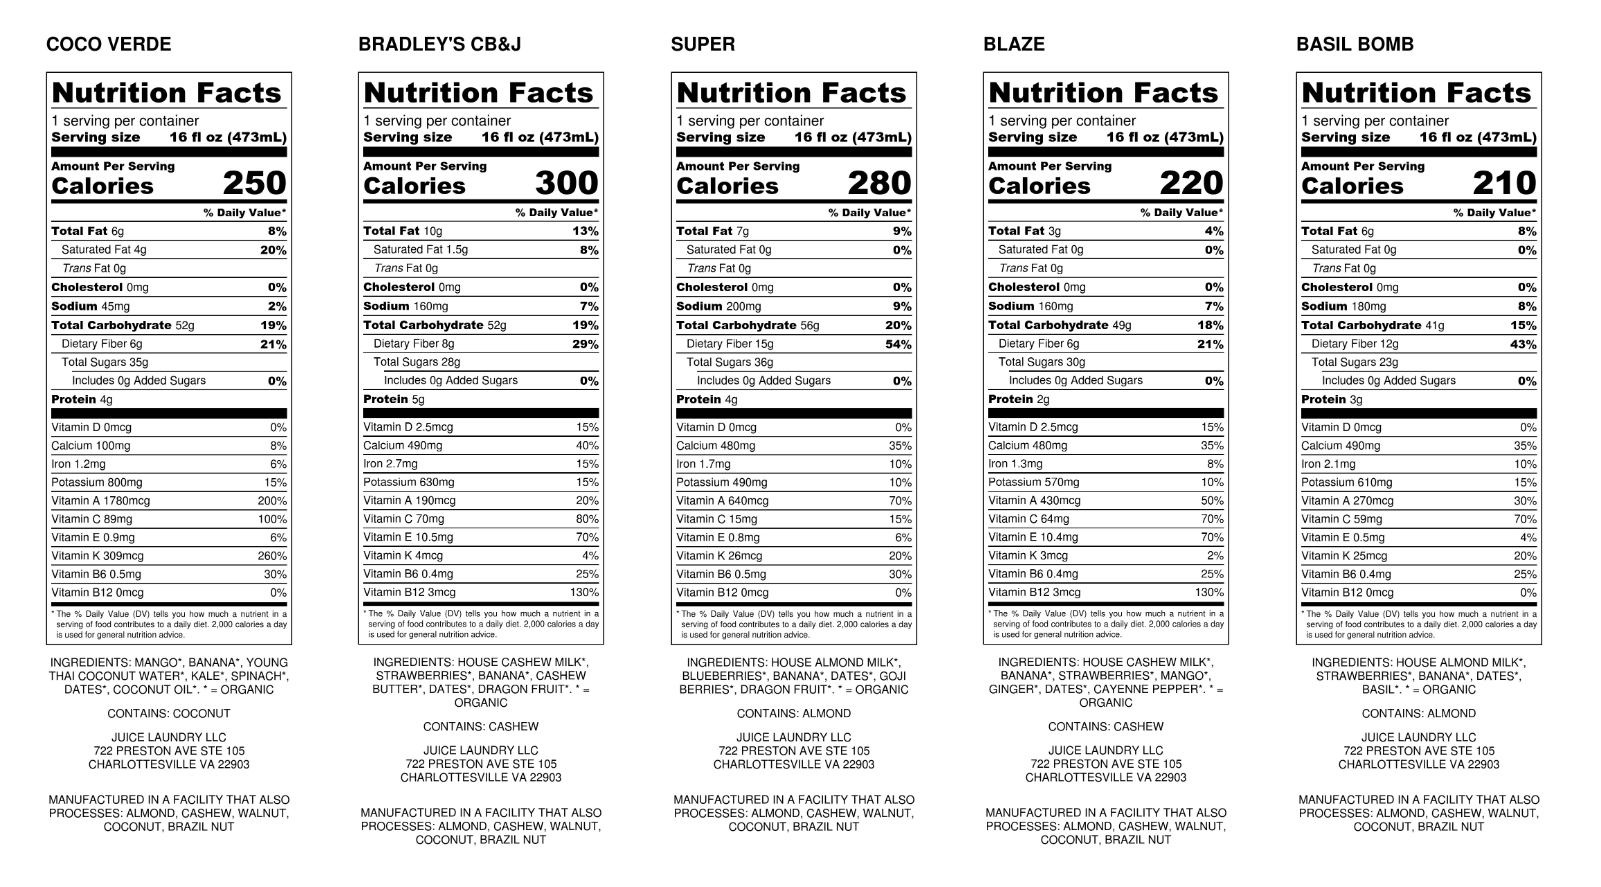 COCO VERDE
Nutrition Facts
1 serving per container
Serving size 16 fl oz (473mL)
Amount Per Serving
Calories 250
% Daily Value*
Total Fat 6g 8%
Saturated Fat 4g 20%
Trans Fat 0g
Cholesterol 0mg 0%
Sodium 45mg 2%
Total Carbohydrate 52g 19%
Dietary Fiber 6g 21%
Total Sugars 35g
Includes 0g Added Sugars 0%
Protein 4g
Vitamin D 0mcg 0%
Calcium 100mg 8%
Iron 1.2mg 6%
Potassium 800mg 15%
Vitamin A 1780mcg 200%
Vitamin C 89mg 100%
Vitamin E 0.9mg 6%
Vitamin K 309mcg 260%
Vitamin B6 0.5mg 30%
Vitamin B12 0mcg 0%
* The % Daily Value (DV) tells you how much a nutrient in a
serving of food contributes to a daily diet. 2,000 calories a day
is used for general nutrition advice.
INGREDIENTS: MANGO*, BANANA*, YOUNG
THAI COCONUT WATER*, KALE*, SPINACH*,
DATES*, COCONUT OIL*. * = ORGANIC
CONTAINS: COCONUT
JUICE LAUNDRY LLC
722 PRESTON AVE STE 105
CHARLOTTESVILLE VA 22903
MANUFACTURED IN A FACILITY THAT ALSO
PROCESSES: ALMOND, CASHEW, WALNUT,
COCONUT, BRAZIL NUT
BRADLEY'S CB&J
Nutrition Facts
1 serving per container
Serving size 16 fl oz (473mL)
Amount Per Serving
Calories 300
% Daily Value*
Total Fat 10g 13%
Saturated Fat 1.5g 8%
Trans Fat 0g
Cholesterol 0mg 0%
Sodium 160mg 7%
Total Carbohydrate 52g 19%
Dietary Fiber 8g 29%
Total Sugars 28g
Includes 0g Added Sugars 0%
Protein 5g
Vitamin D 2.5mcg 15%
Calcium 490mg 40%
Iron 2.7mg 15%
Potassium 630mg 15%
Vitamin A 190mcg 20%
Vitamin C 70mg 80%
Vitamin E 10.5mg 70%
Vitamin K 4mcg 4%
Vitamin B6 0.4mg 25%
Vitamin B12 3mcg 130%
* The % Daily Value (DV) tells you how much a nutrient in a
serving of food contributes to a daily diet. 2,000 calories a day
is used for general nutrition advice.
INGREDIENTS: HOUSE CASHEW MILK*,
STRAWBERRIES*, BANANA*, CASHEW
BUTTER*, DATES*, DRAGON FRUIT*. * =
ORGANIC
CONTAINS: CASHEW
JUICE LAUNDRY LLC
722 PRESTON AVE STE 105
CHARLOTTESVILLE VA 22903
MANUFACTURED IN A FACILITY THAT ALSO
PROCESSES: ALMOND, CASHEW, WALNUT,
COCONUT, BRAZIL NUT
SUPER
Nutrition Facts
1 serving per container
Serving size 16 fl oz (473mL)
Amount Per Serving
Calories 280
% Daily Value*
Total Fat 7g 9%
Saturated Fat 0g 0%
Trans Fat 0g
Cholesterol 0mg 0%
Sodium 200mg 9%
Total Carbohydrate 56g 20%
Dietary Fiber 15g 54%
Total Sugars 36g
Includes 0g Added Sugars 0%
Protein 4g
Vitamin D 0mcg 0%
Calcium 480mg 35%
Iron 1.7mg 10%
Potassium 490mg 10%
Vitamin A 640mcg 70%
Vitamin C 15mg 15%
Vitamin E 0.8mg 6%
Vitamin K 26mcg 20%
Vitamin B6 0.5mg 30%
Vitamin B12 0mcg 0%
* The % Daily Value (DV) tells you how much a nutrient in a
serving of food contributes to a daily diet. 2,000 calories a day
is used for general nutrition advice.
INGREDIENTS: HOUSE ALMOND MILK*,
BLUEBERRIES*, BANANA*, DATES*, GOJI
BERRIES*, DRAGON FRUIT*. * = ORGANIC
CONTAINS: ALMOND
JUICE LAUNDRY LLC
722 PRESTON AVE STE 105
CHARLOTTESVILLE VA 22903
MANUFACTURED IN A FACILITY THAT ALSO
PROCESSES: ALMOND, CASHEW, WALNUT,
COCONUT, BRAZIL NUT
BLAZE
Nutrition Facts
1 serving per container
Serving size 16 fl oz (473mL)
Amount Per Serving
Calories 220
% Daily Value*
Total Fat 3g 4%
Saturated Fat 0g 0%
Trans Fat 0g
Cholesterol 0mg 0%
Sodium 160mg 7%
Total Carbohydrate 49g 18%
Dietary Fiber 6g 21%
Total Sugars 30g
Includes 0g Added Sugars 0%
Protein 2g
Vitamin D 2.5mcg 15%
Calcium 480mg 35%
Iron 1.3mg 8%
Potassium 570mg 10%
Vitamin A 430mcg 50%
Vitamin C 64mg 70%
Vitamin E 10.4mg 70%
Vitamin K 3mcg 2%
Vitamin B6 0.4mg 25%
Vitamin B12 3mcg 130%
* The % Daily Value (DV) tells you how much a nutrient in a
serving of food contributes to a daily diet. 2,000 calories a day
is used for general nutrition advice.
INGREDIENTS: HOUSE CASHEW MILK*,
BANANA*, STRAWBERRIES*, MANGO*,
GINGER*, DATES*, CAYENNE PEPPER*. * =
ORGANIC
CONTAINS: CASHEW
JUICE LAUNDRY LLC
722 PRESTON AVE STE 105
CHARLOTTESVILLE VA 22903
MANUFACTURED IN A FACILITY THAT ALSO
PROCESSES: ALMOND, CASHEW, WALNUT,
COCONUT, BRAZIL NUT
BASIL BOMB
Nutrition Facts
1 serving per container
Serving size 16 fl oz (473mL)
Amount Per Serving
Calories 210
% Daily Value*
Total Fat 6g 8%
Saturated Fat 0g 0%
Trans Fat 0g
Cholesterol 0mg 0%
Sodium 180mg 8%
Total Carbohydrate 41g 15%
Dietary Fiber 12g 43%
Total Sugars 23g
Includes 0g Added Sugars 0%
Protein 3g
Vitamin D 0mcg 0%
Calcium 490mg 35%
Iron 2.1mg 10%
Potassium 610mg 15%
Vitamin A 270mcg 30%
Vitamin C 59mg 70%
Vitamin E 0.5mg 4%
Vitamin K 25mcg 20%
Vitamin B6 0.4mg 25%
Vitamin B12 0mcg 0%
* The % Daily Value (DV) tells you how much a nutrient in a
serving of food contributes to a daily diet. 2,000 calories a day
is used for general nutrition advice.
INGREDIENTS: HOUSE ALMOND MILK*,
STRAWBERRIES*, BANANA*, DATES*,
BASIL*. * = ORGANIC
CONTAINS: ALMOND
JUICE LAUNDRY LLC
722 PRESTON AVE STE 105
CHARLOTTESVILLE VA 22903
MANUFACTURED IN A FACILITY THAT ALSO
PROCESSES: ALMOND, CASHEW, WALNUT,
COCONUT, BRAZIL NUT